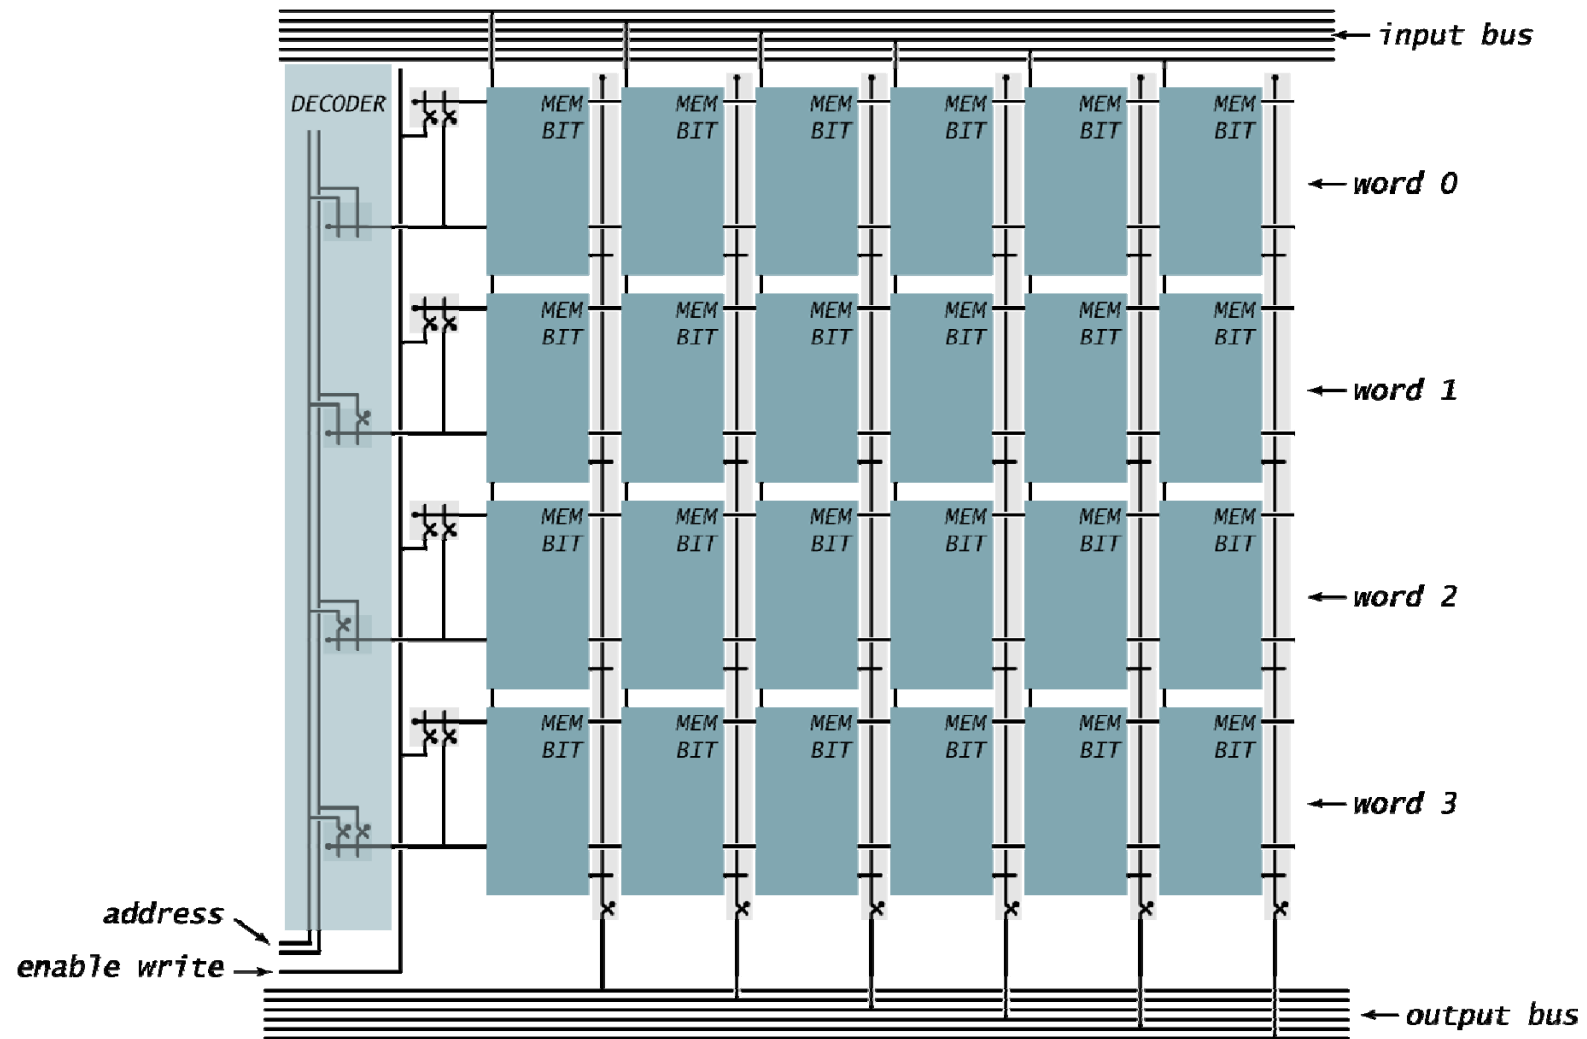 input bus
DECODER
MEM MEM MEM MEM MEM MEM
BIT BIT BIT BIT BIT BIT
word 0
MEM MEM MEM MEM MEM MEM
BIT BIT BIT BIT BIT BIT
word 1
MEM MEM MEM MEM MEM MEM
BIT BIT BIT BIT BIT BIT
word 2
MEM MEM MEM MEM MEM MEM
BIT BIT BIT BIT BIT BIT
word 3
address
enable write
output bus